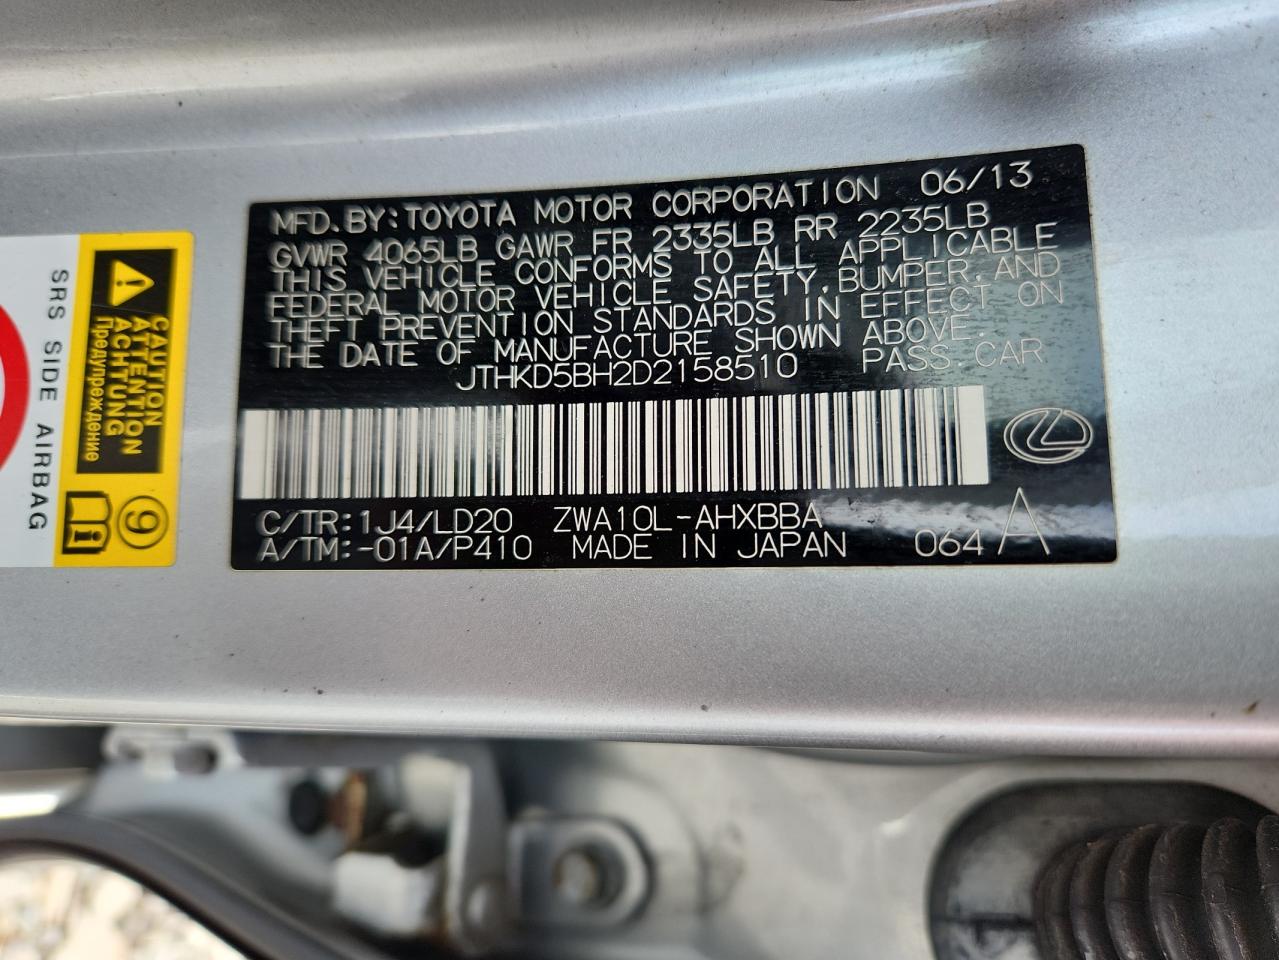 SRS SIDE AIRBAG
CAUTION
ATTENTION
ACHTUNG
Предупреждение
9
MFD.BY:TOYOTA MOTOR CORPORATION 06/13
GVWR 4065LB GAWR FR 2335LB RR 2235LB
THIS VEHICLE CONFORMS TO ALL APPLICABLE
FEDERAL MOTOR VEHICLE SAFETY,BUMPER,AND
THEFT PREVENTION STANDARDS IN EFFECT ON
THE DATE OF MANUFACTURE SHOWN ABOVE.
JTHKD5BH2D2158510 PASS.CAR
C/TR:1J4/LD20 ZWA10L-AHXBBA
A/TM:-01A/P410 MADE IN JAPAN 064 A